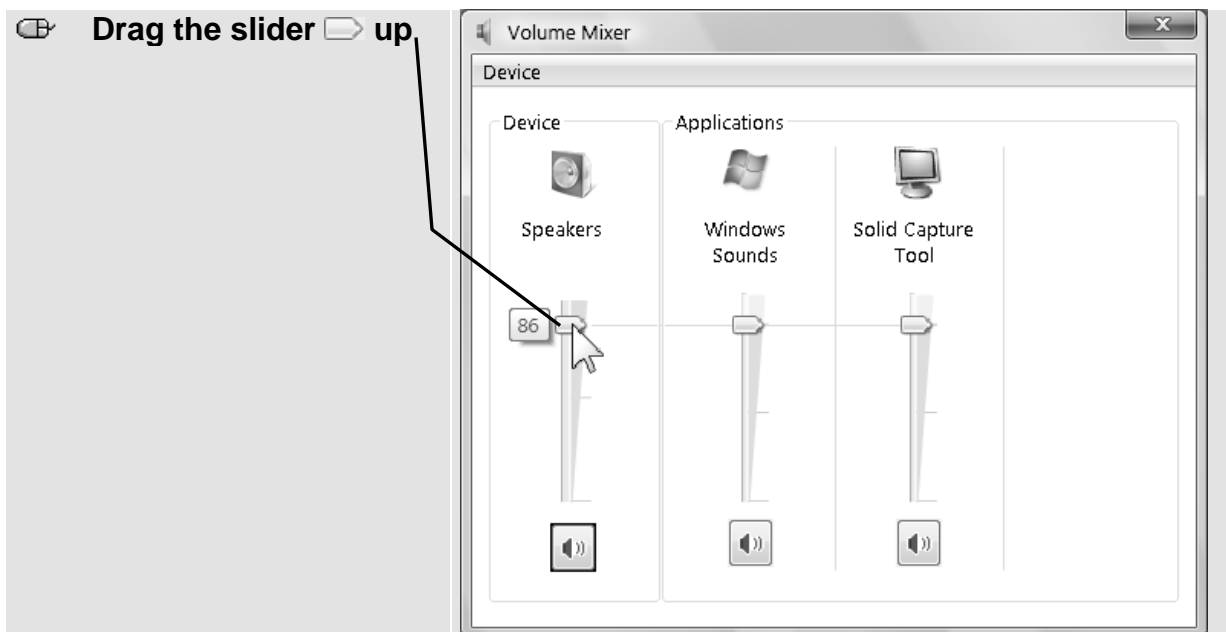 Drag the slider up
Volume Mixer
Device
Device
Applications
Speakers
Windows
Sounds
Solid Capture
Tool
86